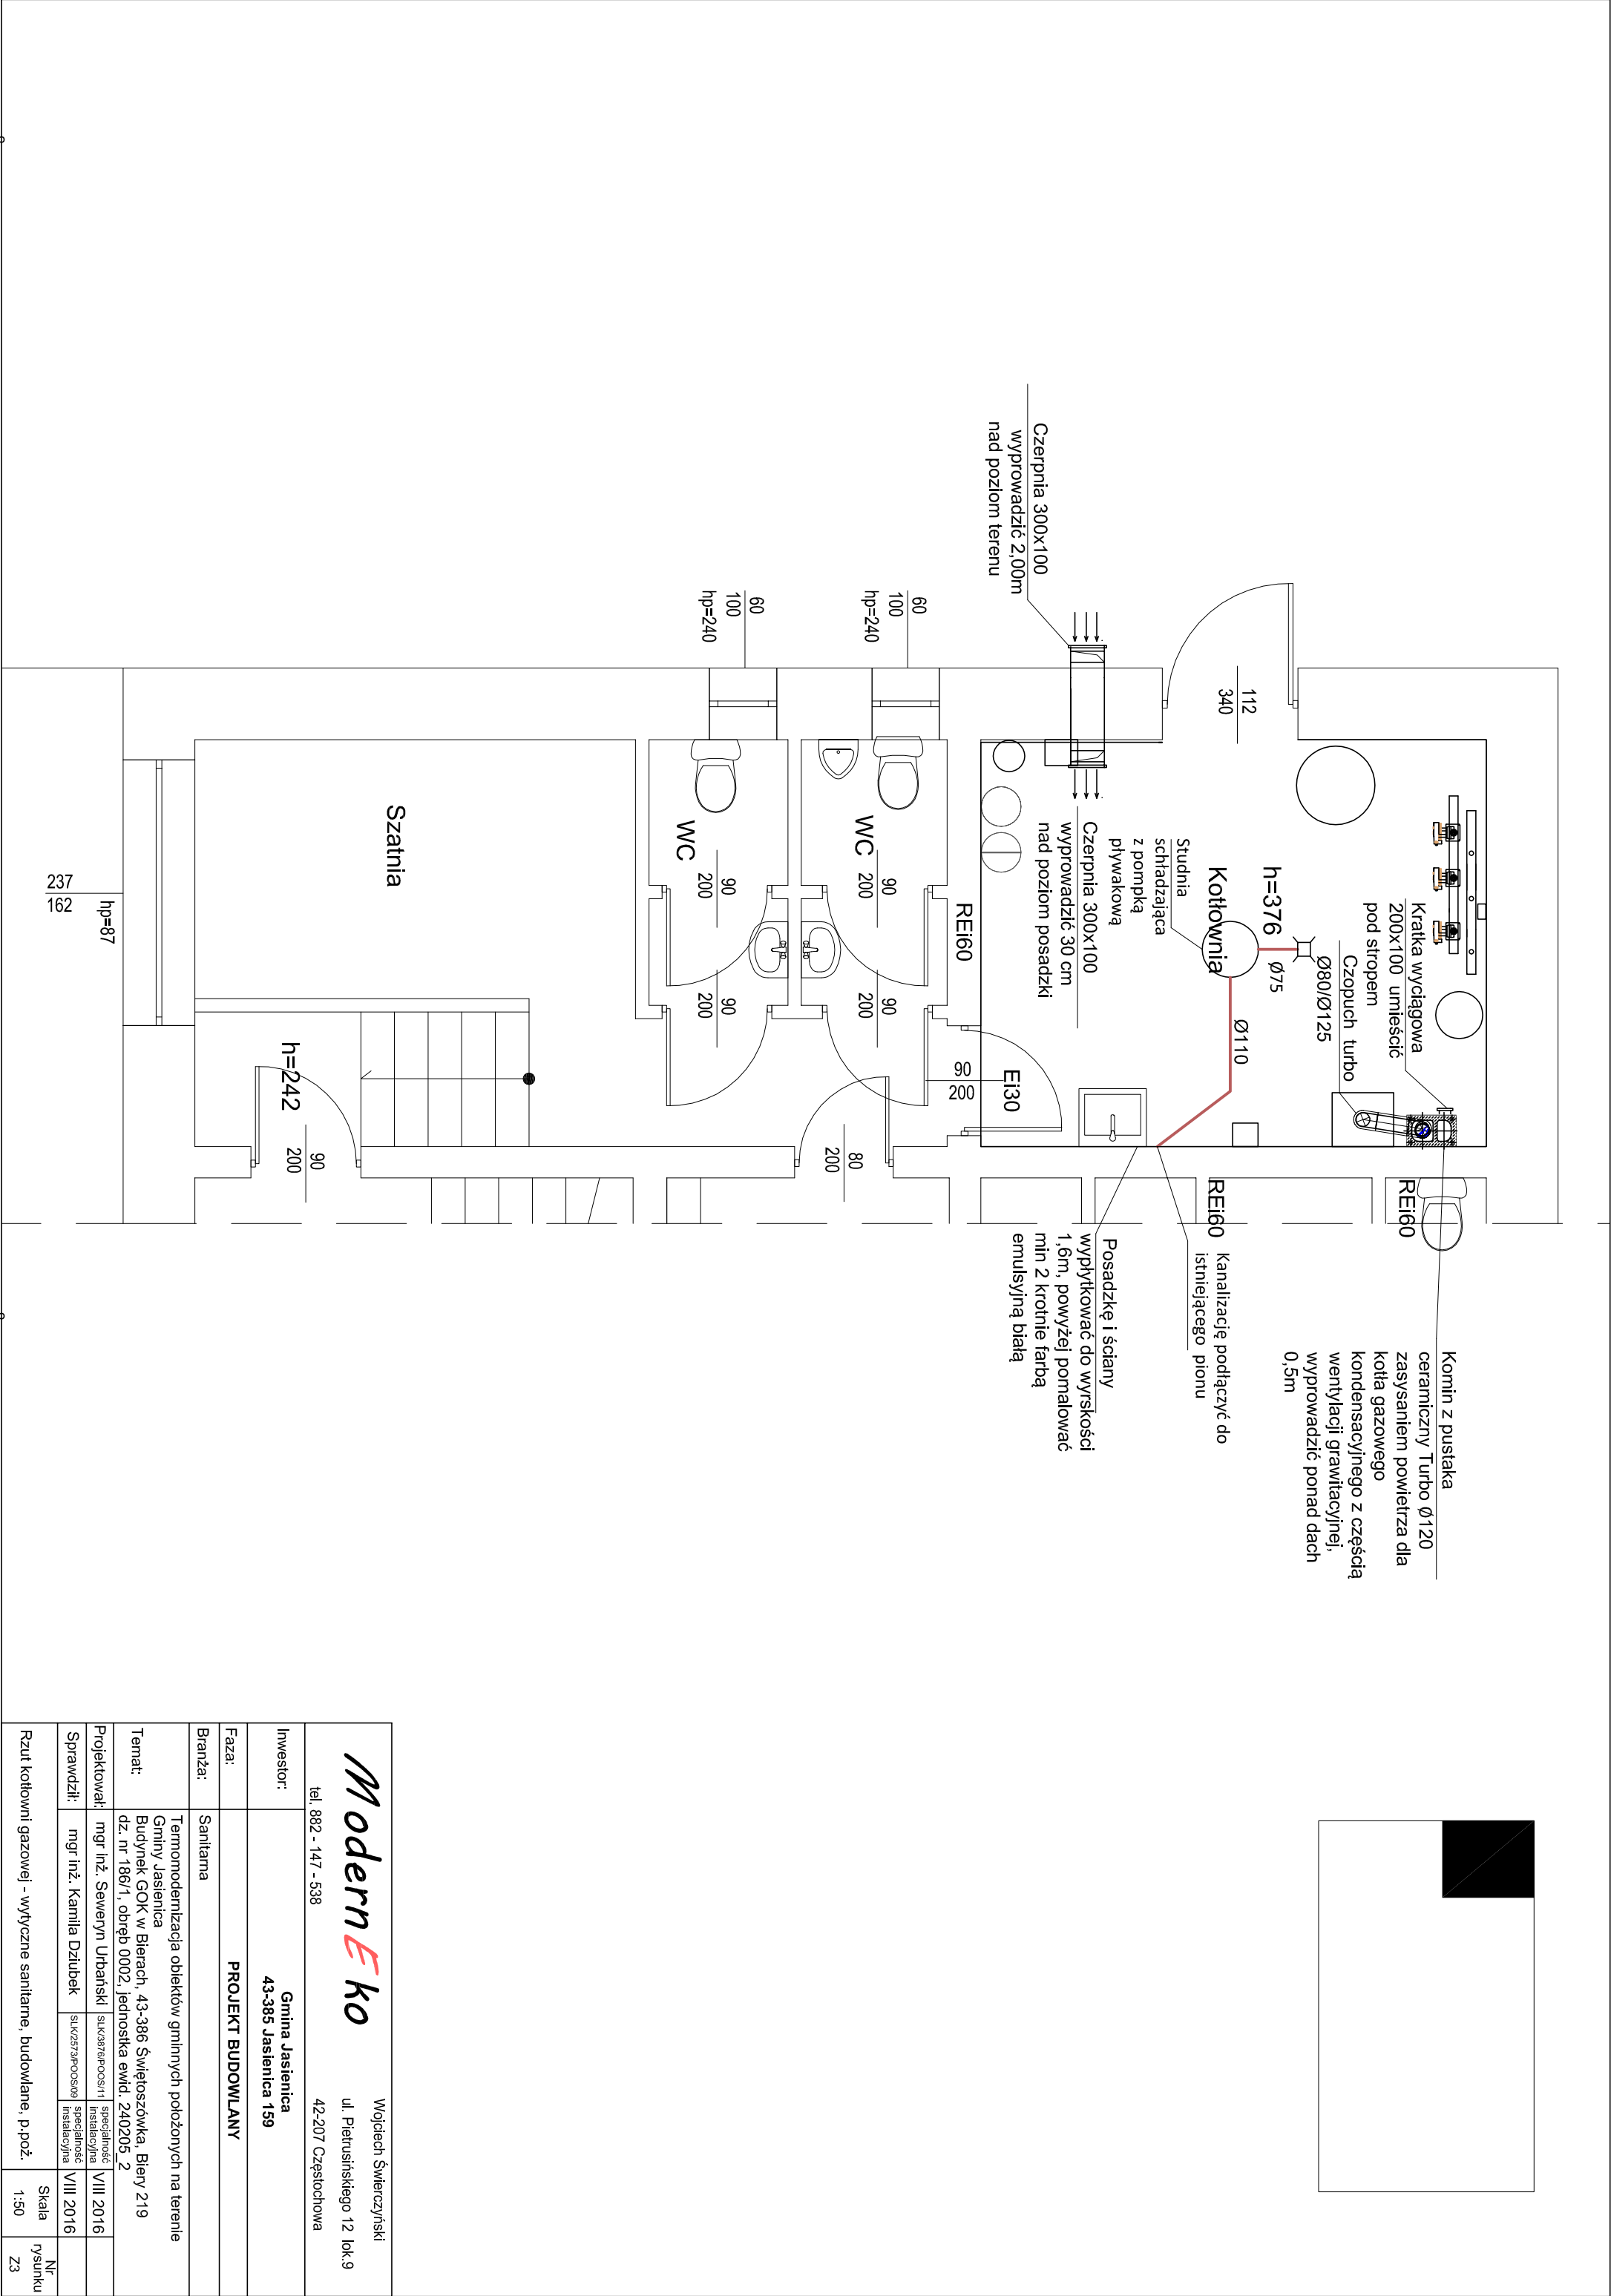 Komin z pustaka
ceramiczny Turbo Ø120
zasysaniem powietrza dla
kotła gazowego
kondensacyjnego z częścią
wentylacji grawitacyjnej,
wyprowadzić ponad dach
0,5m
Kratka wyciągowa
200x100 umieścić
pod stropem
Czopuch turbo
Ø80/Ø125
REi60
REi60
Kanalizację podłączyć do
istniejącego pionu
Posadzkę i ściany
wypłytkować do wyrskości
1,6m, powyżej pomalować
min 2 krotnie farbą
emulsyjną białą
h=376
Kotłownia
Ø75
Ø110
112
340
Studnia
schładzająca
z pompką
pływakową
Czerpnia 300x100
wyprowadzić 30 cm
nad poziom posadzki
Czerpnia 300x100
wyprowadzić 2,00m
nad poziom terenu
Ei30
REi60
90
200
60
100
hp=240
WC
90
200
90
200
80
200
60
100
hp=240
WC
90
200
90
200
Szatnia
h=242
90
200
hp=87
237
162
ModernEko
Wojciech Świerczyński
ul. Pietrusińskiego 12 lok.9
tel. 882 - 147 - 538
42-207 Częstochowa
Inwestor:
Gmina Jasienica
43-385 Jasienica 159
Faza:
PROJEKT BUDOWLANY
Branża:
Sanitarna
Temat:
Termomodernizacja obiektów gminnych położonych na terenie
Gminy Jasienica
Budynek GOK w Bierach, 43-386 Świętoszówka, Biery 219
dz. nr 186/1, obręb 0002, jednostka ewid. 240205_2
Projektował:
mgr inż. Seweryn Urbański
SLK/3876/POOS/11
specjalność
instalacyjna
VIII 2016
Sprawdził:
mgr inż. Kamila Dziubek
SLK/2573/POOS/09
specjalność
instalacyjna
VIII 2016
Rzut kotłowni gazowej - wytyczne sanitarne, budowlane, p.poż.
Skala
1:50
Nr
rysunku
Z3